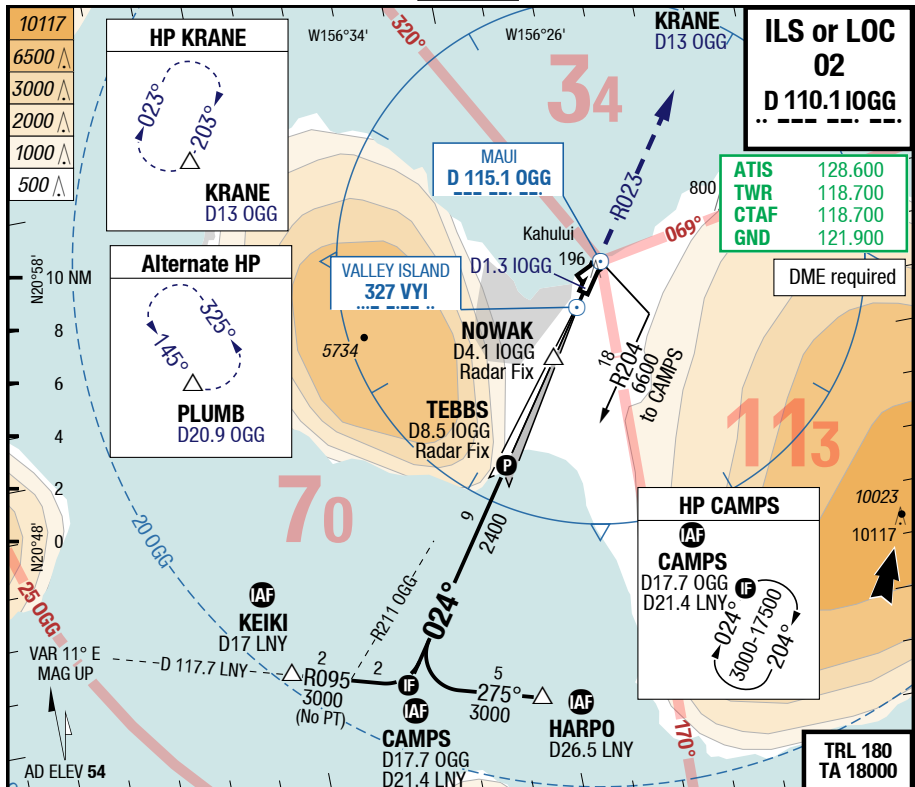 10117
6500
3000
2000
1000
500
HP KRANE
023°
203°
KRANE
D13 OGG
Alternate HP
325°
145°
PLUMB
D20.9 OGG
W156°34'
W156°26'
320°
KRANE
D13 OGG
34
ILS or LOC
02
D 110.1 IOGG
ATIS 128.600
TWR 118.700
CTAF 118.700
GND 121.900
DME required
MAUI
D 115.1 OGG
R023
800
069°
Kahului
196
D1.3 IOGG
VALLEY ISLAND
327 VYI
N20°58'
10 NM
8
6
4
2
0
N20°48'
5734
NOWAK
D4.1 IOGG
Radar Fix
TEBBS
D8.5 IOGG
Radar Fix
P
18
R204
6600
to CAMPS
113
70
9
2400
10023
10117
HP CAMPS
IAF
CAMPS
D17.7 OGG
D21.4 LNY
IF
024°
3000-17500
204°
20 OGG
25 OGG
R211 OGG
024°
IAF
KEIKI
D17 LNY
VAR 11° E
MAG UP
D 117.7 LNY
2
R095
3000
(No PT)
2
IF
IAF
CAMPS
D17.7 OGG
D21.4 LNY
5
275°
3000
IAF
HARPO
D26.5 LNY
170°
AD ELEV 54
TRL 180
TA 18000